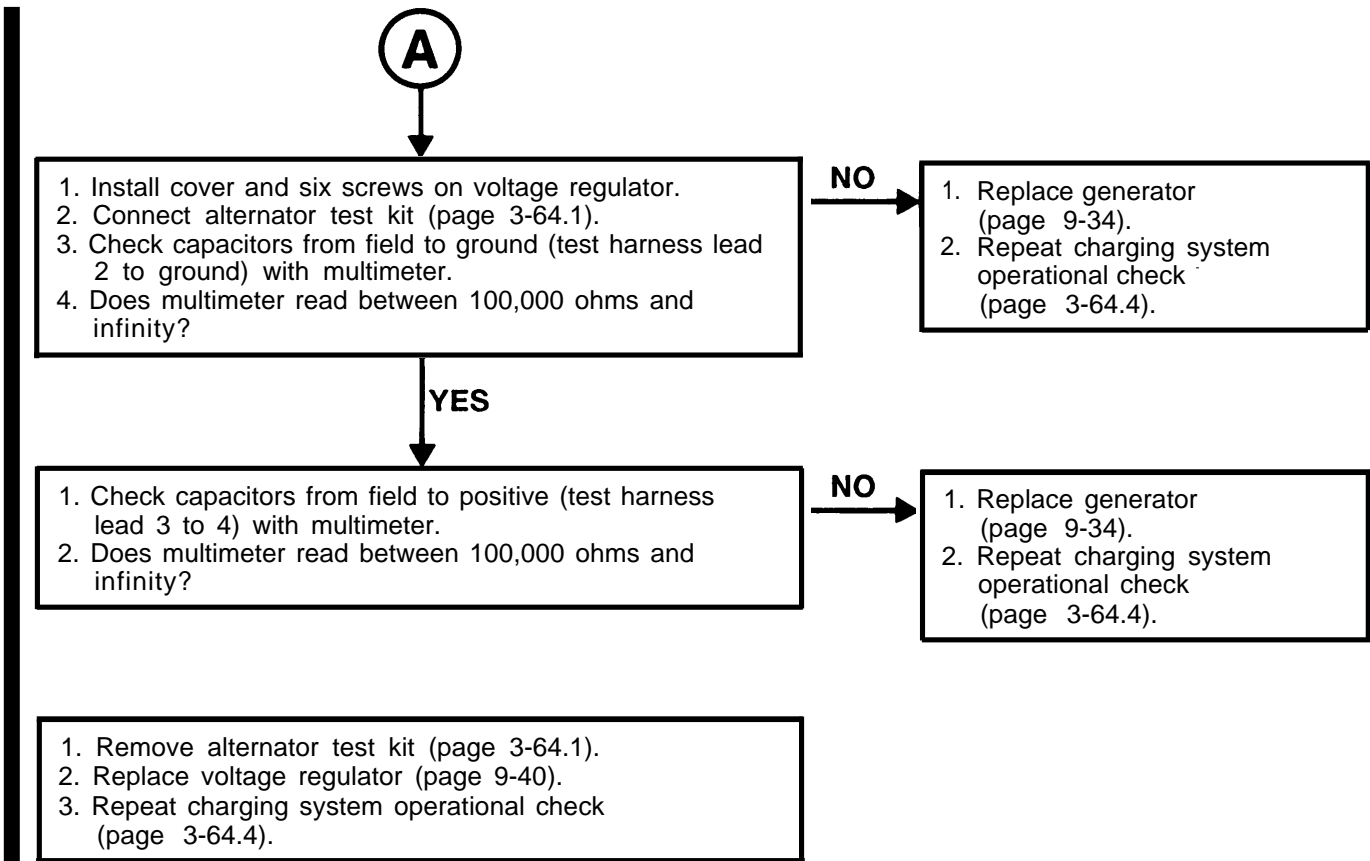 A
1. Install cover and six screws on voltage regulator.
2. Connect alternator test kit (page 3-64.1).
3. Check capacitors from field to ground (test harness lead
2 to ground) with multimeter.
4. Does multimeter read between 100,000 ohms and
infinity?
NO
1. Replace generator
(page 9-34).
2. Repeat charging system
operational check
(page 3-64.4).
YES
1. Check capacitors from field to positive (test harness
lead 3 to 4) with multimeter.
2. Does multimeter read between 100,000 ohms and
infinity?
NO
1. Replace generator
(page 9-34).
2. Repeat charging system
operational check
(page 3-64.4).
1. Remove alternator test kit (page 3-64.1).
2. Replace voltage regulator (page 9-40).
3. Repeat charging system operational check
(page 3-64.4).